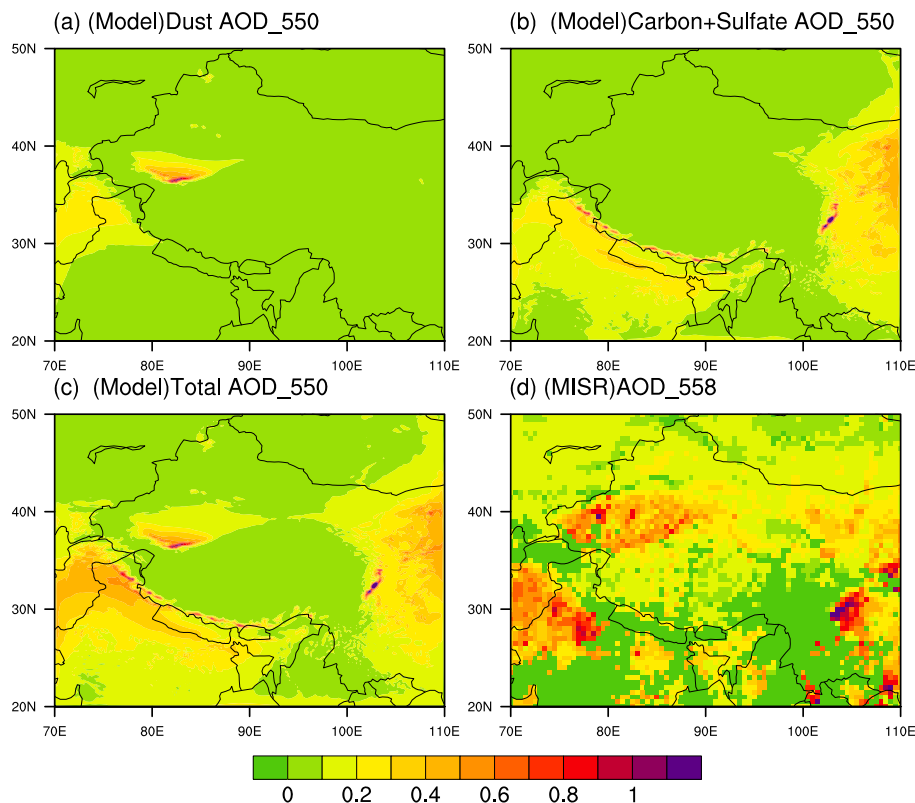 (a) (Model)Dust AOD_550
(b) (Model)Carbon+Sulfate AOD_550
50N
40N
30N
20N
70E 80E 90E 100E 110E
50N
40N
30N
20N
70E 80E 90E 100E 110E
(c) (Model)Total AOD_550
(d) (MISR)AOD_558
50N
40N
30N
20N
70E 80E 90E 100E 110E
50N
40N
30N
20N
70E 80E 90E 100E 110E
0 0.2 0.4 0.6 0.8 1